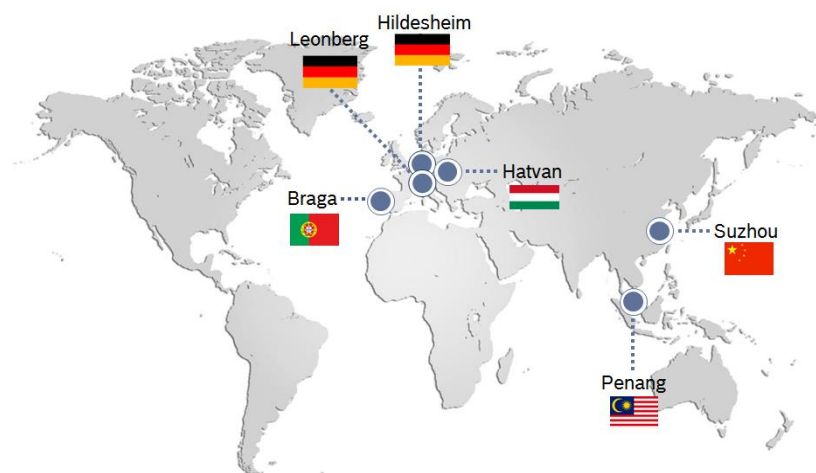 Hildesheim
Leonberg
Hatvan
Braga
Suzhou
Penang